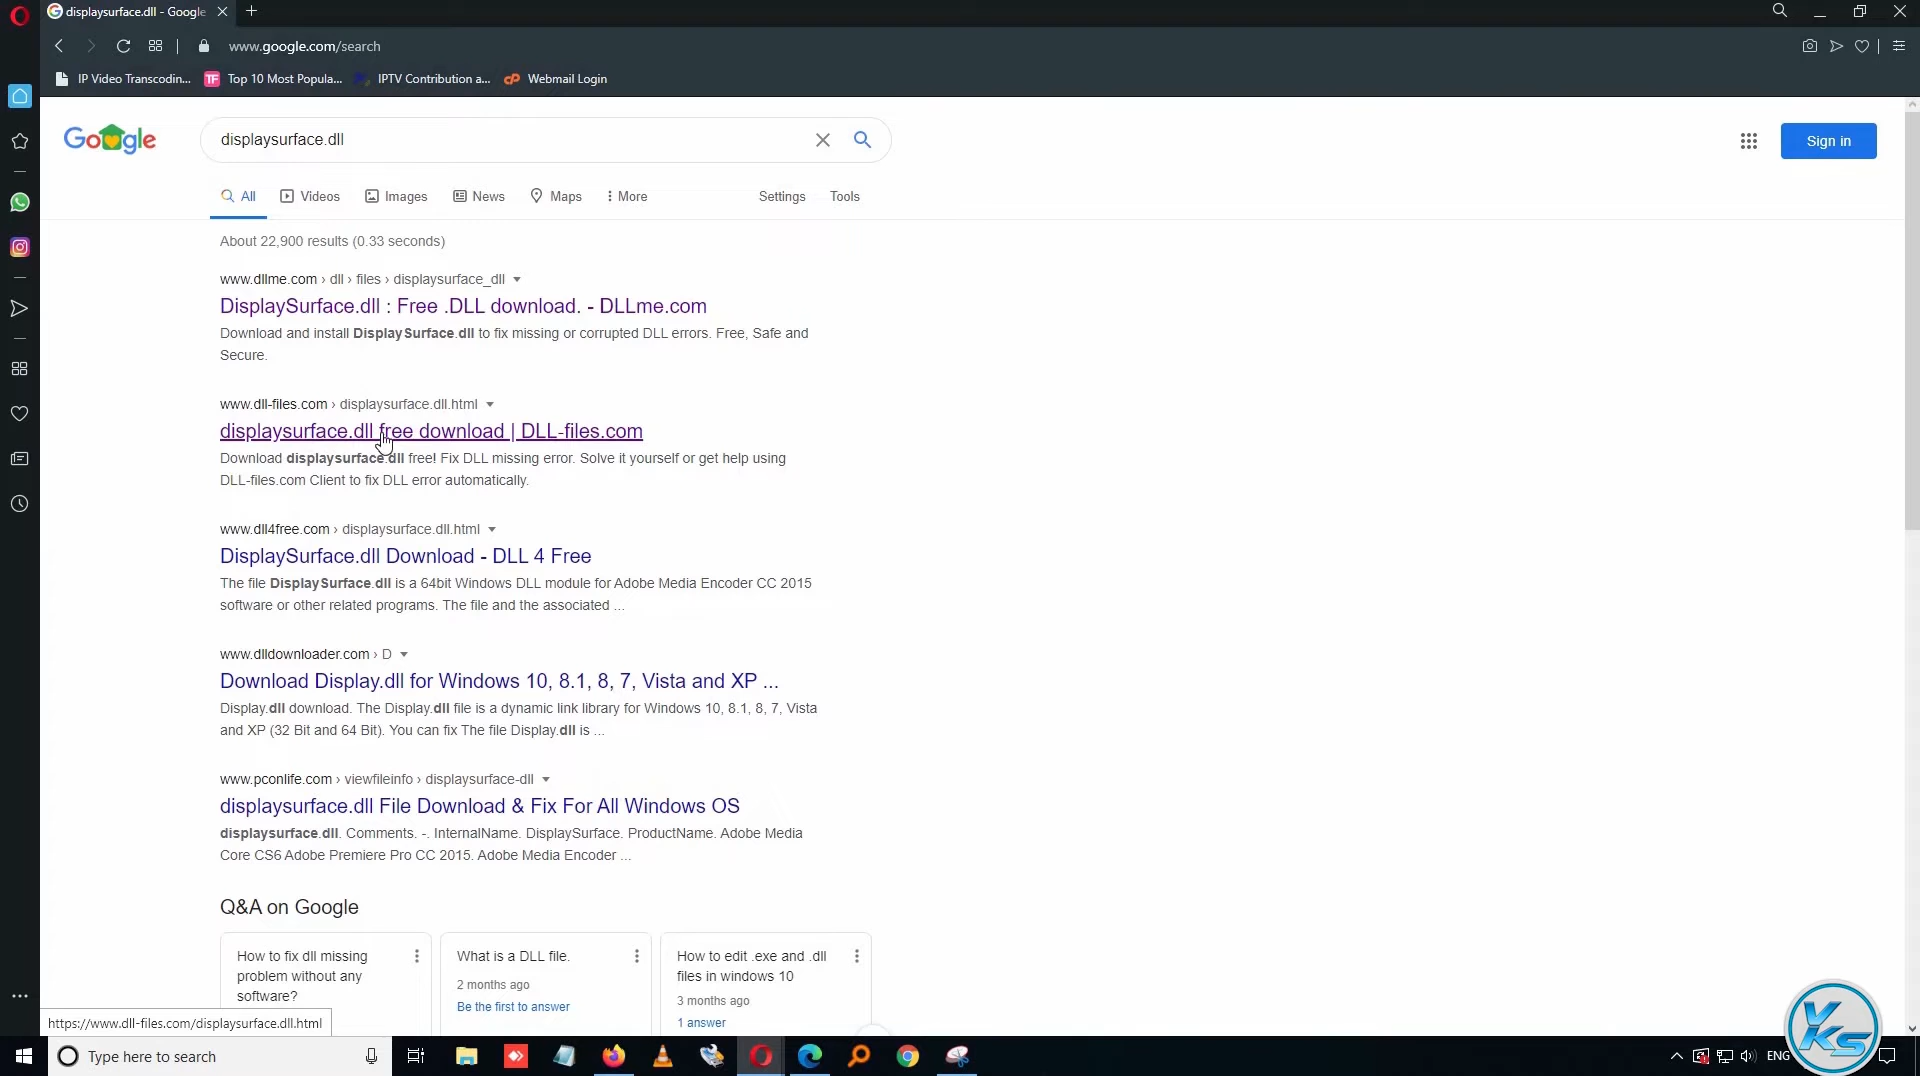 displaysurface.dll - Google
www.google.com/search
IP Video Transcodin... TF Top 10 Most Popula... IPTV Contribution a... cP Webmail Login
Google displaysurface.dll Sign in
All Videos Images News Maps More Settings Tools
About 22,900 results (0.33 seconds)
www.dllme.com › dll › files › displaysurface_dll
DisplaySurface.dll : Free .DLL download. - DLLme.com
Download and install DisplaySurface.dll to fix missing or corrupted DLL errors. Free, Safe and
Secure.
www.dll-files.com › displaysurface.dll.html
displaysurface.dll free download | DLL-files.com
Download displaysurface.dll free! Fix DLL missing error. Solve it yourself or get help using
DLL-files.com Client to fix DLL error automatically.
www.dll4free.com › displaysurface.dll.html
DisplaySurface.dll Download - DLL 4 Free
The file DisplaySurface.dll is a 64bit Windows DLL module for Adobe Media Encoder CC 2015
software or other related programs. The file and the associated ...
www.dlldownloader.com › D
Download Display.dll for Windows 10, 8.1, 8, 7, Vista and XP ...
Display.dll download. The Display.dll file is a dynamic link library for Windows 10, 8.1, 8, 7, Vista
and XP (32 Bit and 64 Bit). You can fix The file Display.dll is ...
www.pconlife.com › viewfileinfo › displaysurface-dll
displaysurface.dll File Download & Fix For All Windows OS
displaysurface.dll. Comments. -. InternalName. DisplaySurface. ProductName. Adobe Media
Core CS6 Adobe Premiere Pro CC 2015. Adobe Media Encoder ...
Q&A on Google
How to fix dll missing
problem without any
software?
What is a DLL file.
2 months ago
Be the first to answer
How to edit .exe and .dll
files in windows 10
3 months ago
1 answer
https://www.dll-files.com/displaysurface.dll.html
Type here to search
ENG
YKS